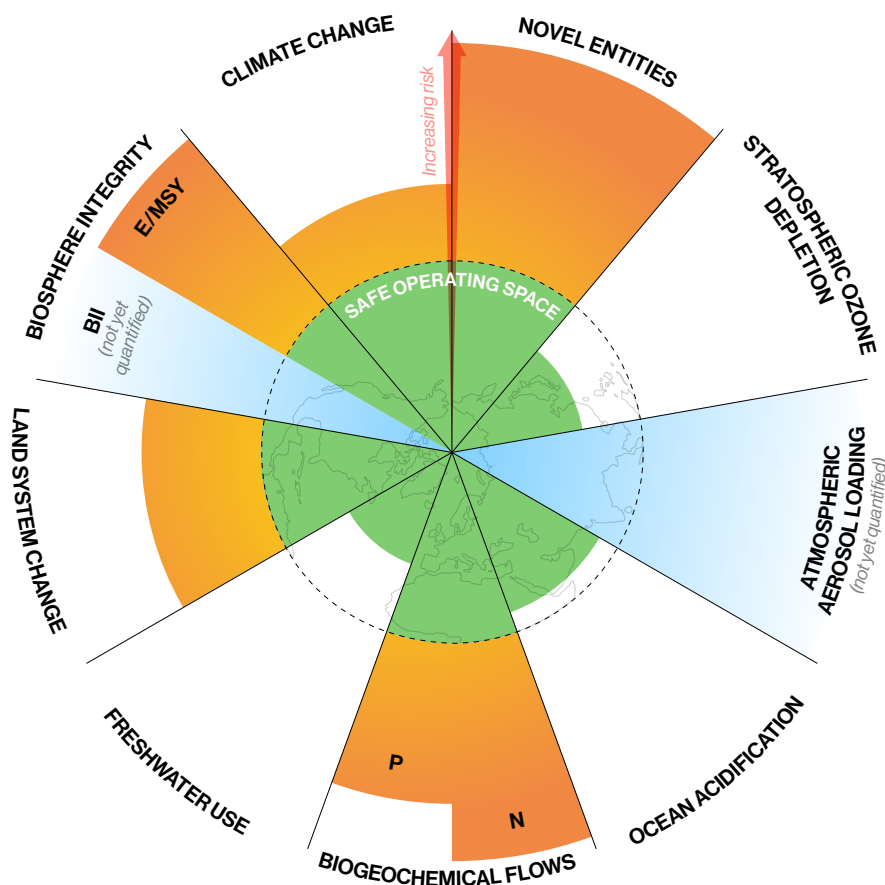 CLIMATE CHANGE
NOVEL ENTITIES
Increasing risk
STRATOSPHERIC OZONE
DEPLETION
BIOSPHERE INTEGRITY
E/MSY
BII
(not yet
quantified)
SAFE OPERATING SPACE
LAND SYSTEM CHANGE
ATMOSPHERIC
AEROSOL LOADING
(not yet quantified)
FRESHWATER USE
P
N
BIOGEOCHEMICAL FLOWS
OCEAN ACIDIFICATION